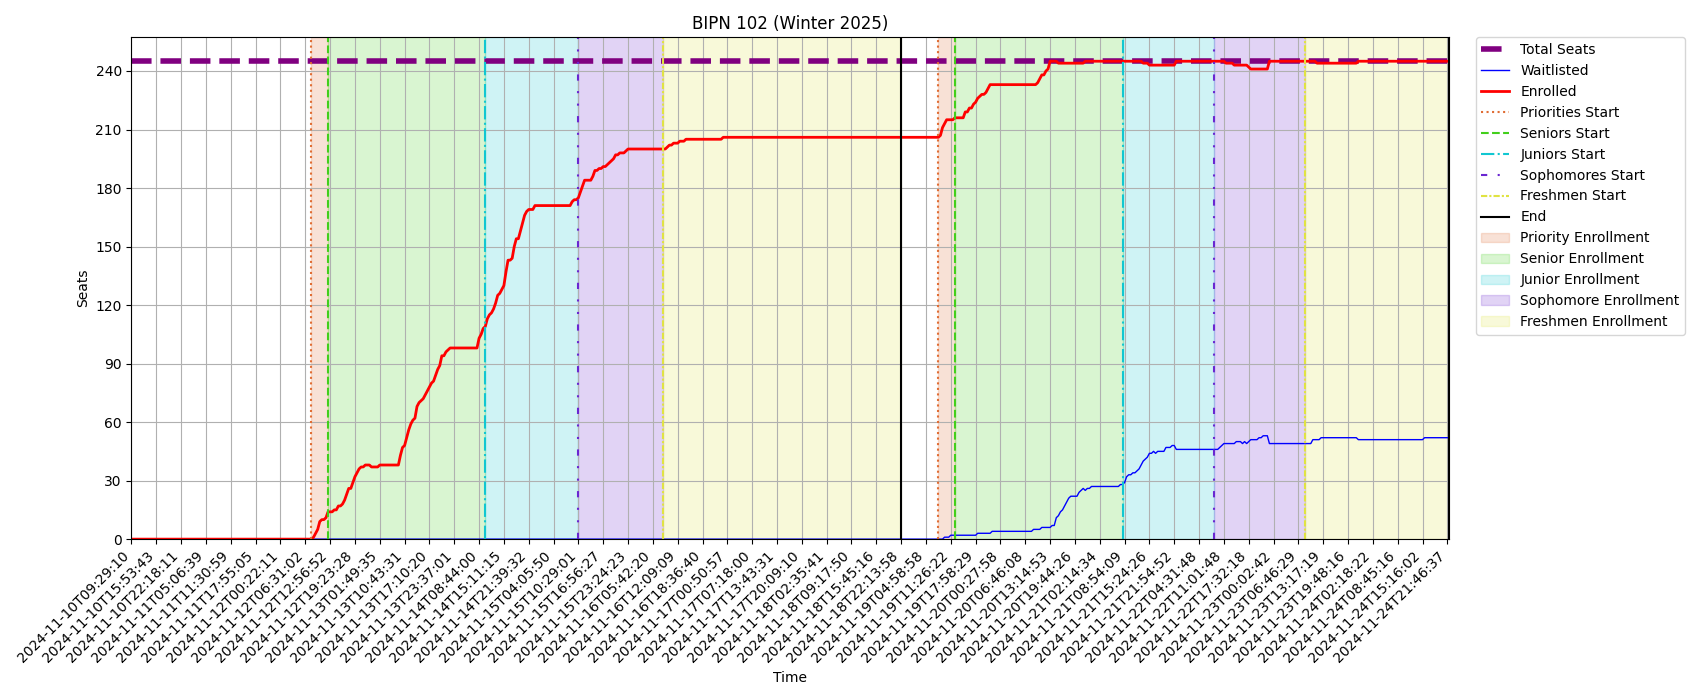 BIPN 102 (Winter 2025)
Seats
240
210
180
150
120
90
60
30
0
2024-11-10T09:29:10
2024-11-10T15:53:43
2024-11-10T22:18:11
2024-11-11T05:06:39
2024-11-11T11:30:59
2024-11-11T17:55:05
2024-11-12T00:22:11
2024-11-12T06:31:02
2024-11-12T12:56:52
2024-11-12T19:23:28
2024-11-13T01:49:35
2024-11-13T10:43:31
2024-11-13T17:10:20
2024-11-13T23:37:01
2024-11-14T08:44:00
2024-11-14T15:11:15
2024-11-14T21:39:32
2024-11-15T04:05:50
2024-11-15T10:29:01
2024-11-15T16:56:27
2024-11-15T23:24:23
2024-11-16T05:42:20
2024-11-16T12:09:09
2024-11-16T18:36:40
2024-11-17T00:50:57
2024-11-17T07:18:00
2024-11-17T13:43:31
2024-11-17T20:09:10
2024-11-18T02:35:41
2024-11-18T09:17:50
2024-11-18T15:45:16
2024-11-18T22:13:58
2024-11-19T04:58:58
2024-11-19T11:26:22
2024-11-19T17:58:29
2024-11-20T00:27:58
2024-11-20T06:46:08
2024-11-20T13:14:53
2024-11-20T19:44:26
2024-11-21T02:14:34
2024-11-21T08:54:09
2024-11-21T15:24:26
2024-11-21T21:54:52
2024-11-22T04:31:48
2024-11-22T11:01:48
2024-11-22T17:32:18
2024-11-23T00:02:42
2024-11-23T06:46:29
2024-11-23T13:17:19
2024-11-23T19:48:16
2024-11-24T02:18:22
2024-11-24T08:45:16
2024-11-24T15:16:02
2024-11-24T21:46:37
Time
Total Seats
Waitlisted
Enrolled
Priorities Start
Seniors Start
Juniors Start
Sophomores Start
Freshmen Start
End
Priority Enrollment
Senior Enrollment
Junior Enrollment
Sophomore Enrollment
Freshmen Enrollment